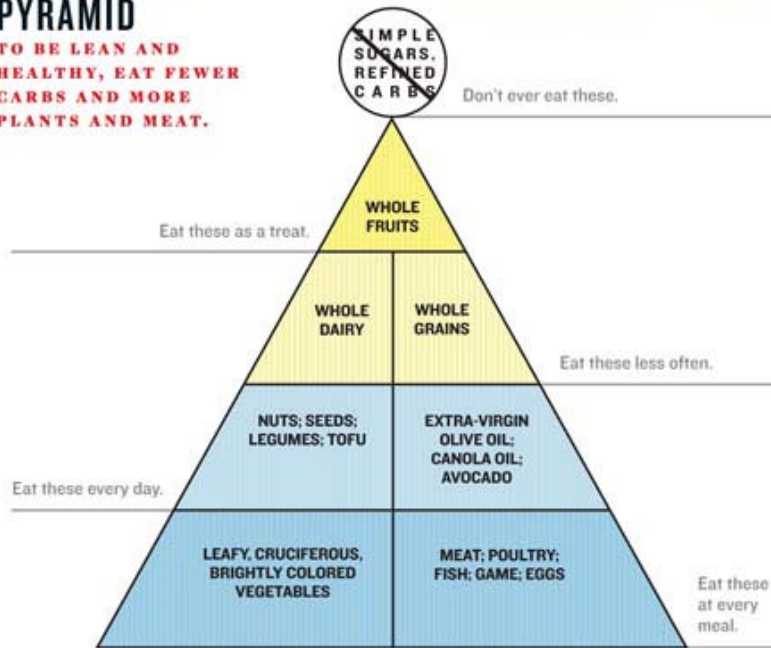 PYRAMID
TO BE LEAN AND
HEALTHY, EAT FEWER
CARBS AND MORE
PLANTS AND MEAT.
SIMPLE
SUGARS,
REFINED
CARBS
Don't ever eat these.
WHOLE
FRUITS
Eat these as a treat.
WHOLE
DAIRY
WHOLE
GRAINS
Eat these less often.
NUTS; SEEDS;
LEGUMES; TOFU
EXTRA-VIRGIN
OLIVE OIL;
CANOLA OIL;
AVOCADO
Eat these every day.
LEAFY, CRUCIFEROUS,
BRIGHTLY COLORED
VEGETABLES
MEAT; POULTRY;
FISH; GAME; EGGS
Eat these
at every
meal.